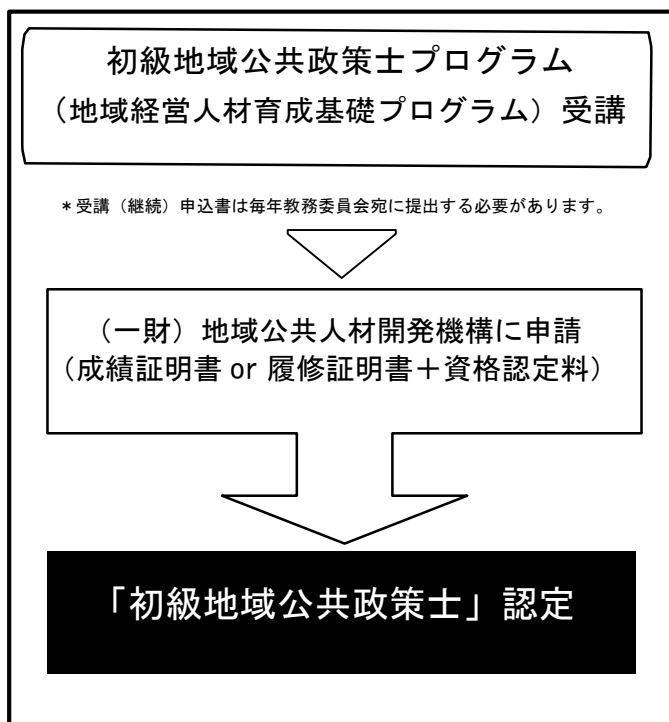 初級地域公共政策士プログラム
（地域経営人材育成基礎プログラム）受講
＊受講（継続）申込書は毎年教務委員会宛に提出する必要があります。
（一財）地域公共人材開発機構に申請
（成績証明書 or 履修証明書＋資格認定料）
「初級地域公共政策士」認定